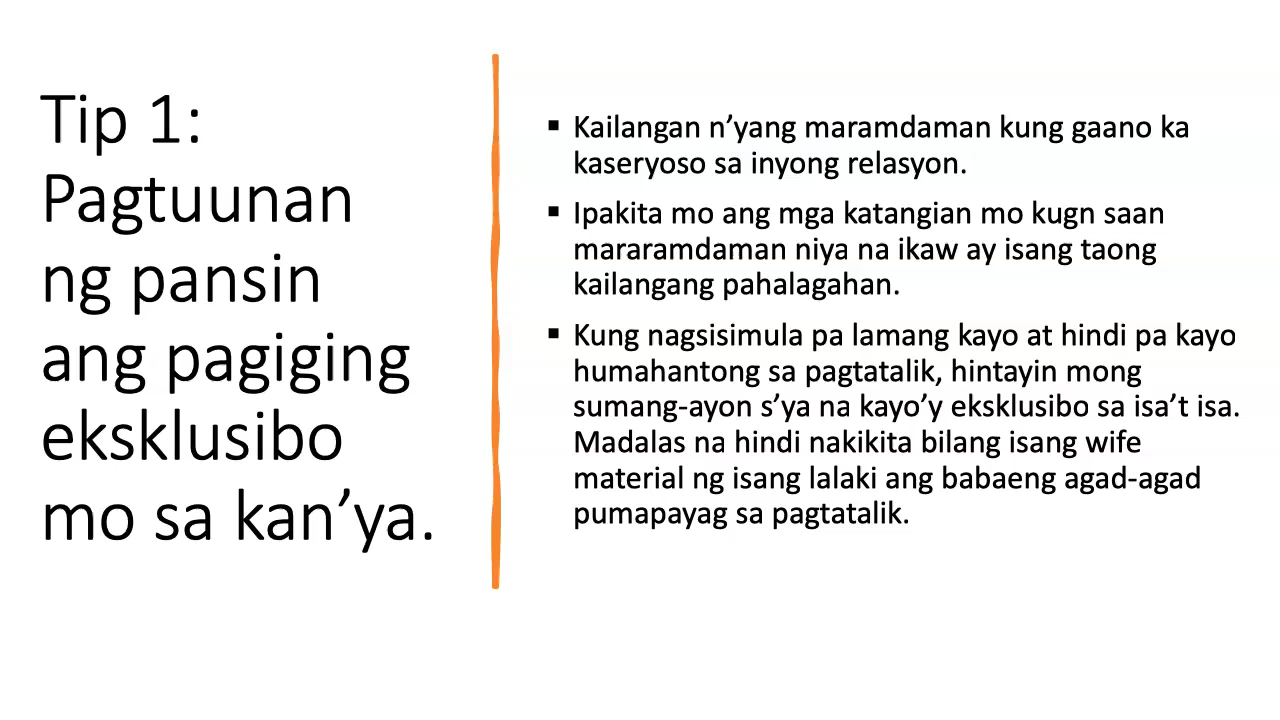 Tip 1:
Pagtuunan
ng pansin
ang pagiging
eksklusibo
mo sa kan’ya.
▪ Kailangan n’yang maramdaman kung gaano ka
kaseryoso sa inyong relasyon.
▪ Ipakita mo ang mga katangian mo kugn saan
mararamdaman niya na ikaw ay isang taong
kailangang pahalagahan.
▪ Kung nagsisimula pa lamang kayo at hindi pa kayo
humahantong sa pagtatalik, hintayin mong
sumang-ayon s’ya na kayo’y eksklusibo sa isa’t isa.
Madalas na hindi nakikita bilang isang wife
material ng isang lalaki ang babaeng agad-agad
pumapayag sa pagtatalik.